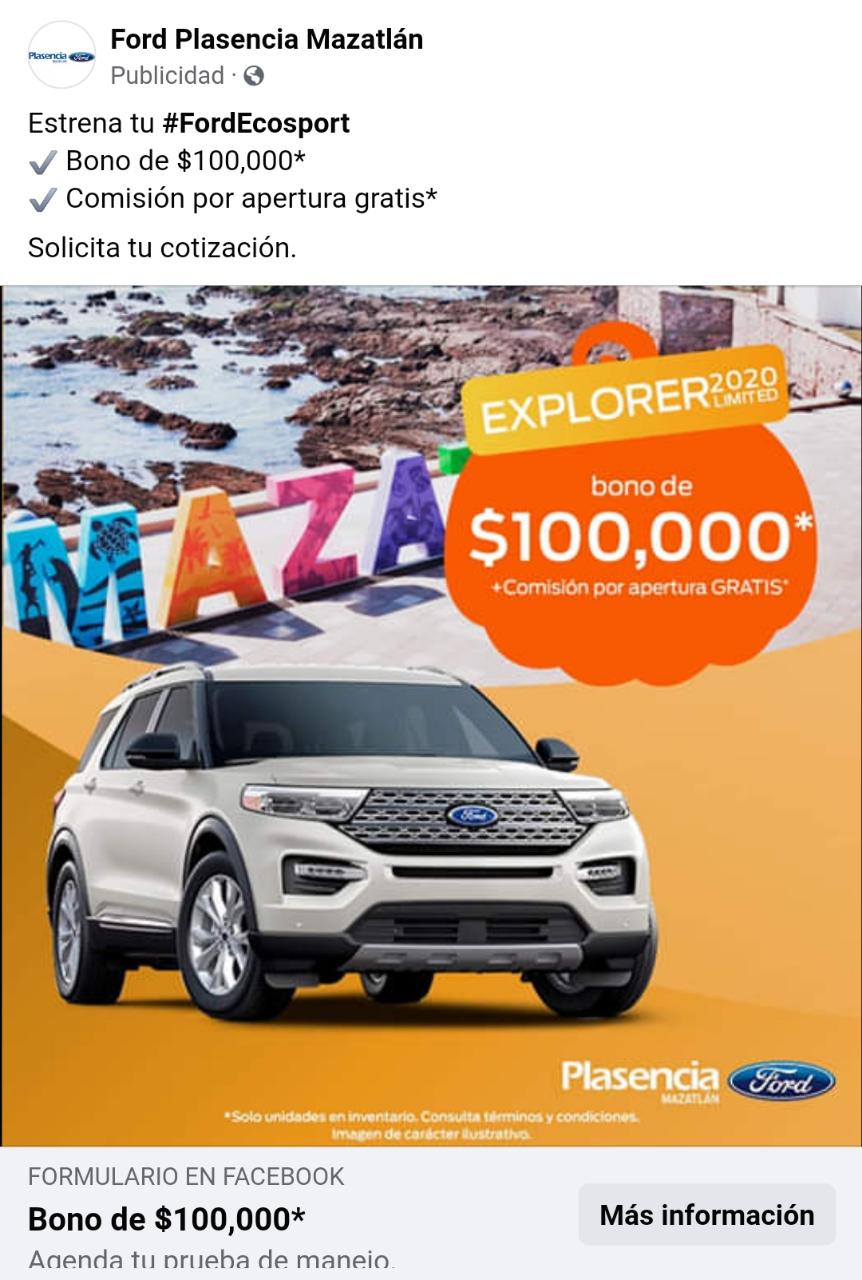 Plasencia Ford
Ford Plasencia Mazatlán
Publicidad ·
Estrena tu #FordEcosport
✔ Bono de $100,000*
✔ Comisión por apertura gratis*
Solicita tu cotización.
EXPLORER 2020 LIMITED
bono de
$100,000*
+Comisión por apertura GRATIS*
MAZA
Ford
Plasencia Ford
MAZATLÁN
*Solo unidades en inventario. Consulta términos y condiciones.
Imagen de carácter ilustrativo.
FORMULARIO EN FACEBOOK
Bono de $100,000*
Más información
Agenda tu prueba de manejo.